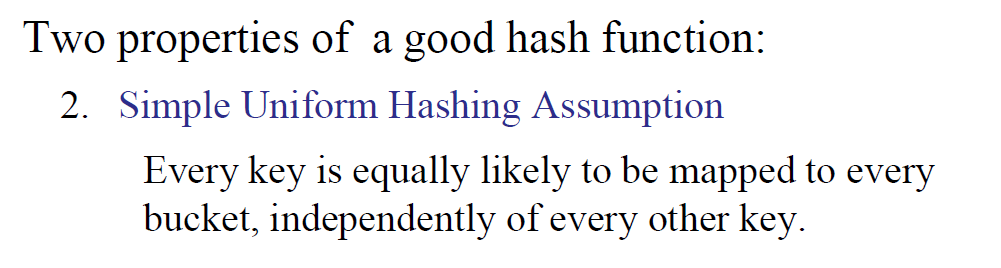 Two properties of a good hash function:
2. Simple Uniform Hashing Assumption
Every key is equally likely to be mapped to every
bucket, independently of every other key.